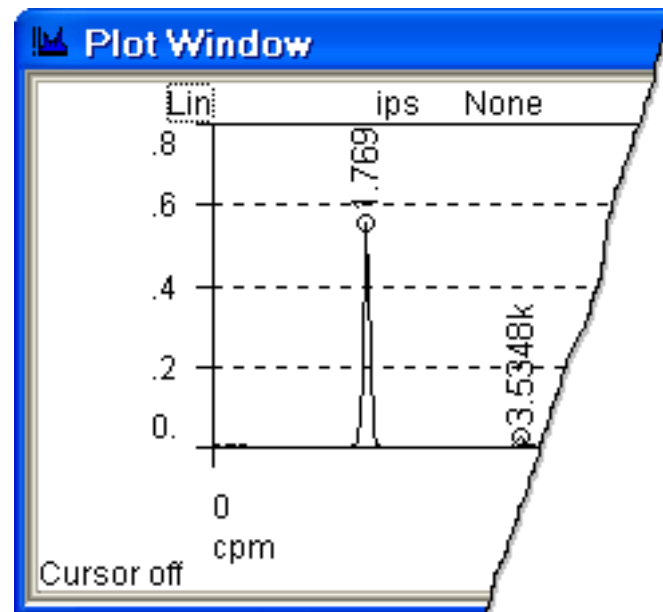 Plot Window
Lin ips None
.8
1.769
.6
.4
3.5348k
.2
0.
0
cpm
Cursor off